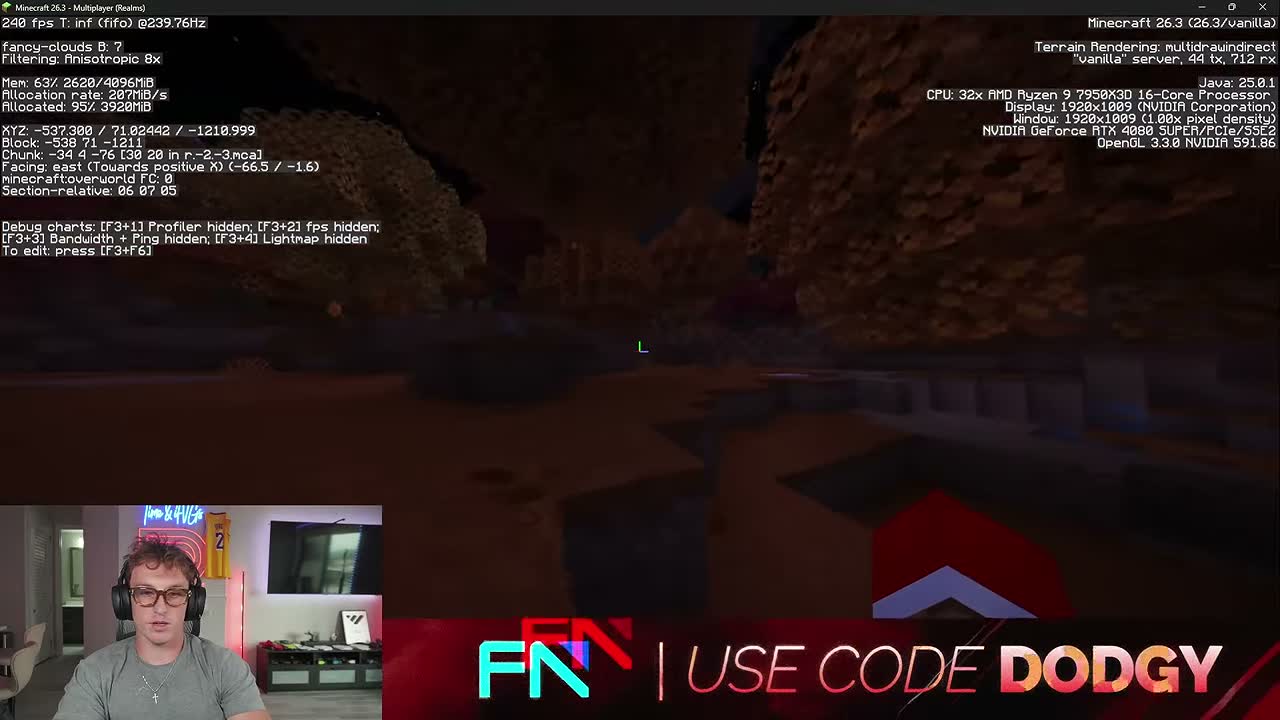 Minecraft 26.3 - Multiplayer (Realms)
240 fps T: inf (fifo) @239.76Hz
fancy-clouds B: 7
Filtering: Anisotropic 8x
Mem: 63% 2620/4096MiB
Allocation rate: 207MiB/s
Allocated: 95% 3920MiB
XYZ: -537.300 / 71.02442 / -1210.999
Block: -538 71 -1211
Chunk: -34 4 -76 [30 20 in r.-2.-3.mca]
Facing: east (Towards positive X) (-66.5 / -1.6)
minecraft:overworld FC: 0
Section-relative: 06 07 05
Debug charts: [F3+1] Profiler hidden; [F3+2] fps hidden;
[F3+3] Bandwidth + Ping hidden; [F3+4] Lightmap hidden
To edit: press [F3+F6]
Minecraft 26.3 (26.3/vanilla)
Terrain Rendering: multidrawindirect
"vanilla" server, 44 tx, 712 rx
Java: 25.0.1
CPU: 32x AMD Ryzen 9 7950X3D 16-Core Processor
Display: 1920x1009 (NVIDIA Corporation)
Window: 1920x1009 (1.00x pixel density)
NVIDIA GeForce RTX 4080 SUPER/PCIe/SSE2
OpenGL 3.3.0 NVIDIA 591.86
Time & 4VGs
2
FN
FN | USE CODE DODGY